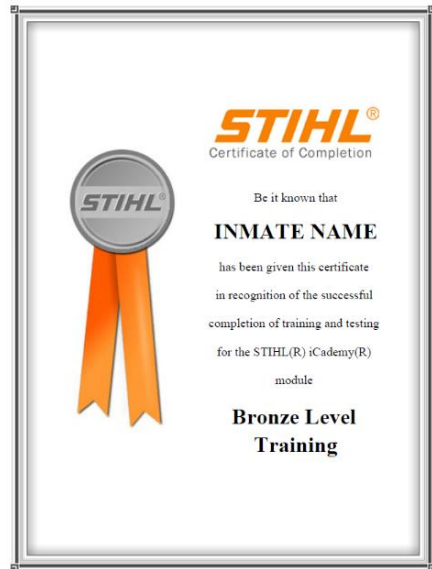 STIHL®
Certificate of Completion
STIHL®
Be it known that
INMATE NAME
has been given this certificate
in recognition of the successful
completion of training and testing
for the STIHL(R) iCademy(R)
module
Bronze Level
Training